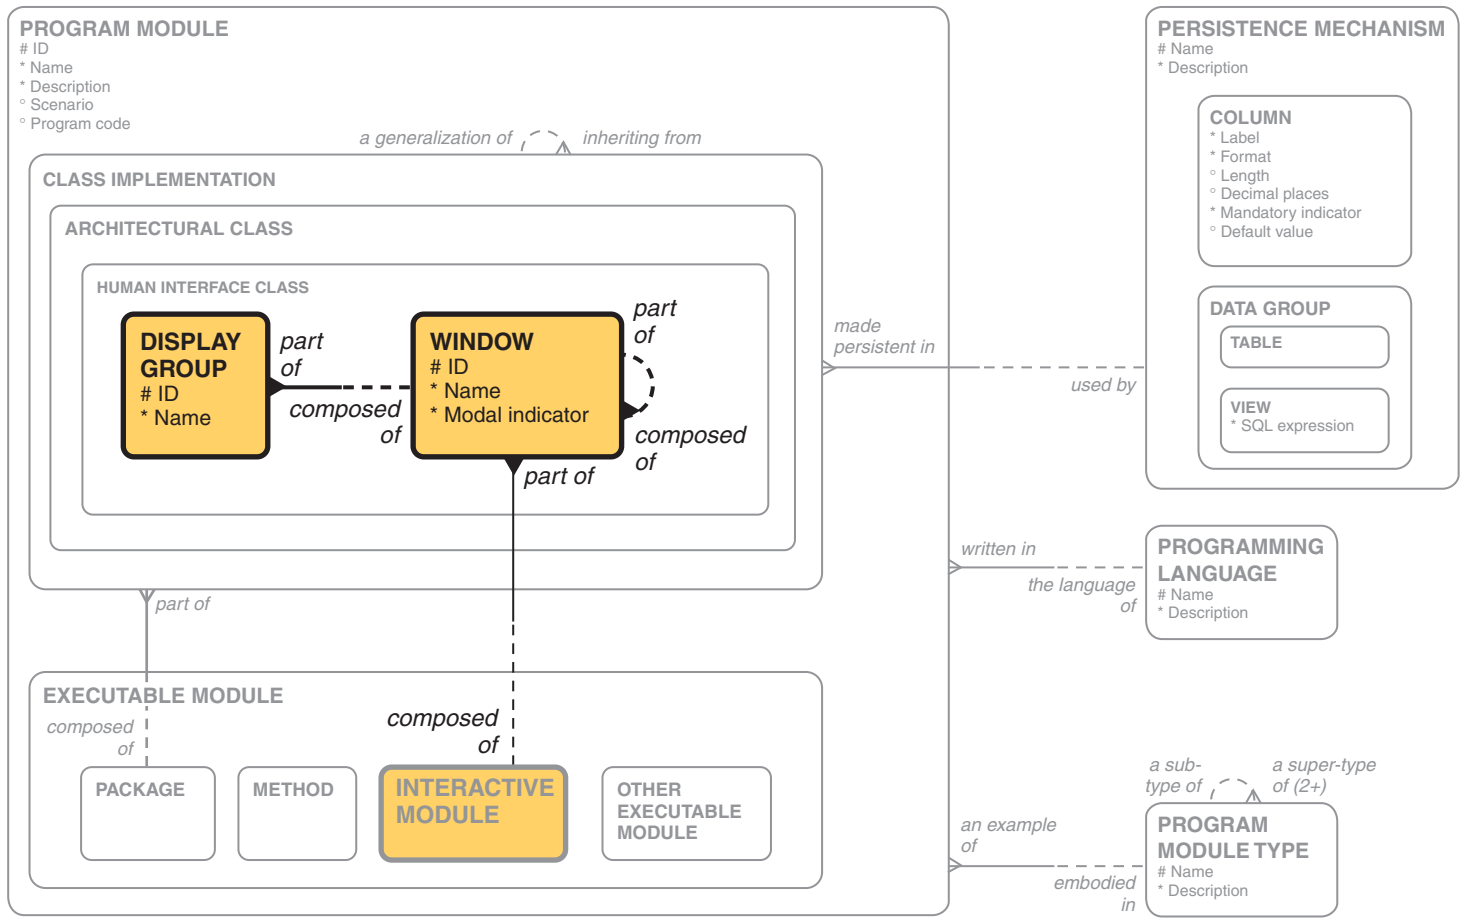 PROGRAM MODULE
# ID
* Name
* Description
° Scenario
° Program code
a generalization of
inheriting from
CLASS IMPLEMENTATION
ARCHITECTURAL CLASS
HUMAN INTERFACE CLASS
DISPLAY
GROUP
# ID
* Name
part
of
composed
of
WINDOW
# ID
* Name
* Modal indicator
part
of
composed
of
part of
made
persistent in
used by
PERSISTENCE MECHANISM
# Name
* Description
COLUMN
* Label
* Format
° Length
° Decimal places
* Mandatory indicator
° Default value
DATA GROUP
TABLE
VIEW
* SQL expression
written in
the language
of
PROGRAMMING
LANGUAGE
# Name
* Description
part of
EXECUTABLE MODULE
composed
of
composed
of
PACKAGE
METHOD
INTERACTIVE
MODULE
OTHER
EXECUTABLE
MODULE
an example
of
embodied
in
a sub-
type of
a super-type
of (2+)
PROGRAM
MODULE TYPE
# Name
* Description